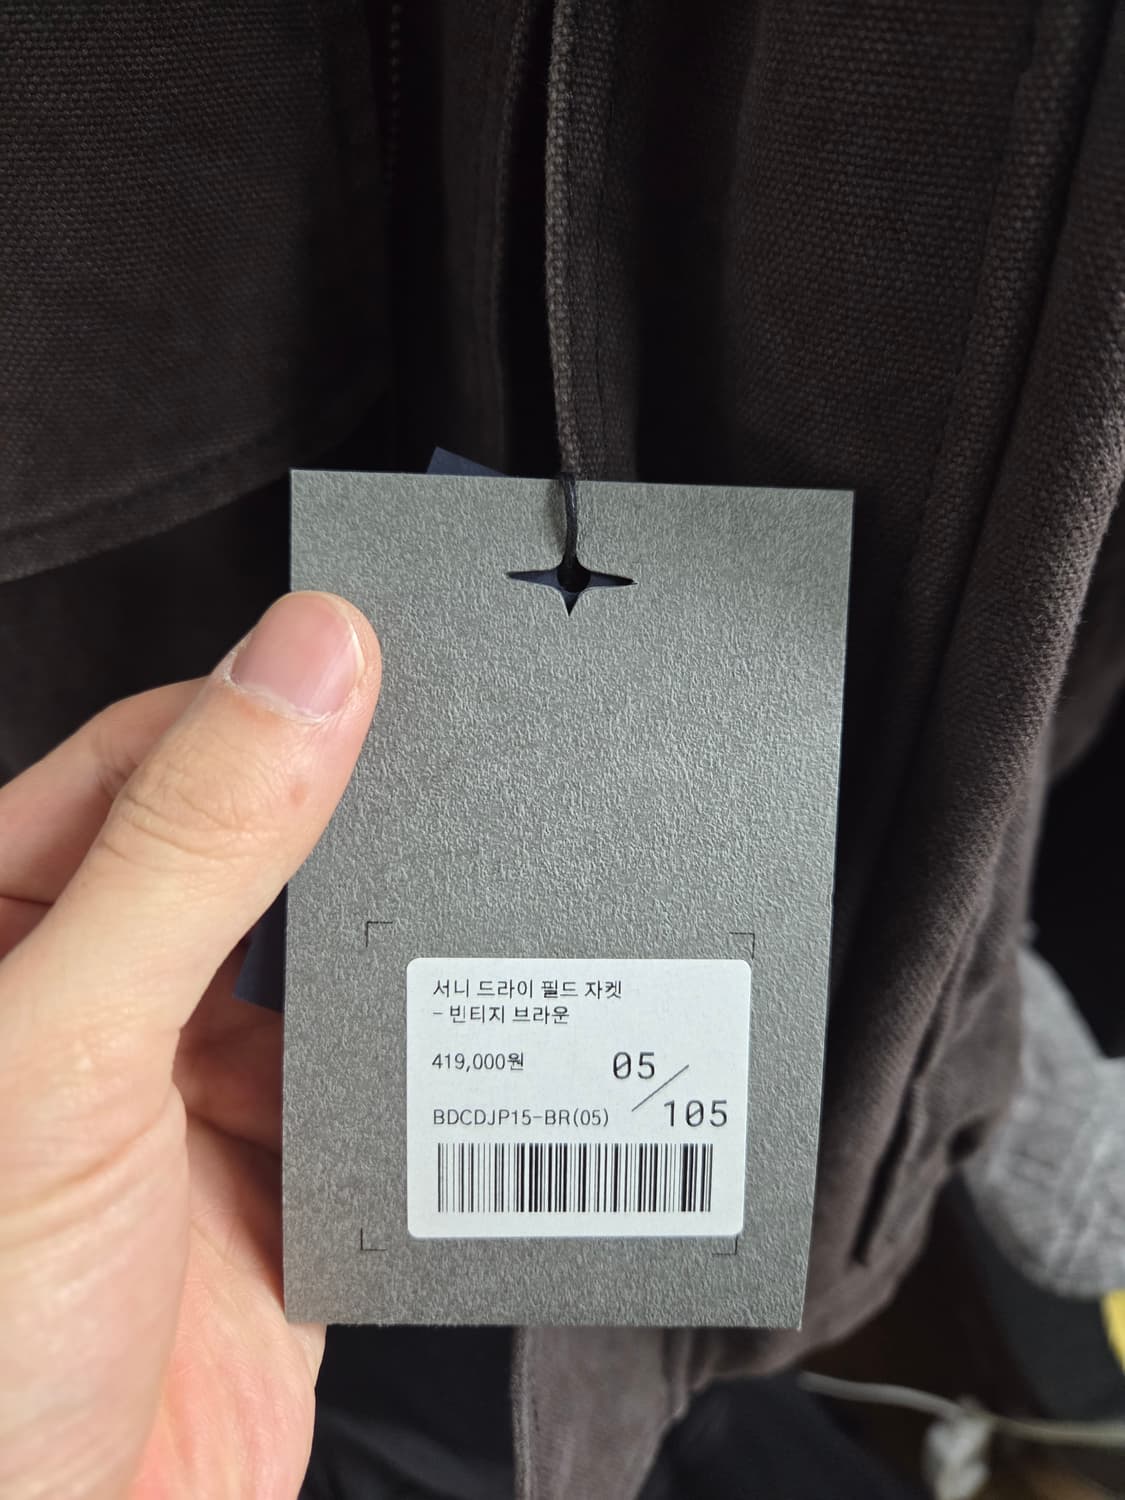 서니 드라이 필드 자켓
- 빈티지 브라운
419,000원
05/105
BDCDJP15-BR(05)